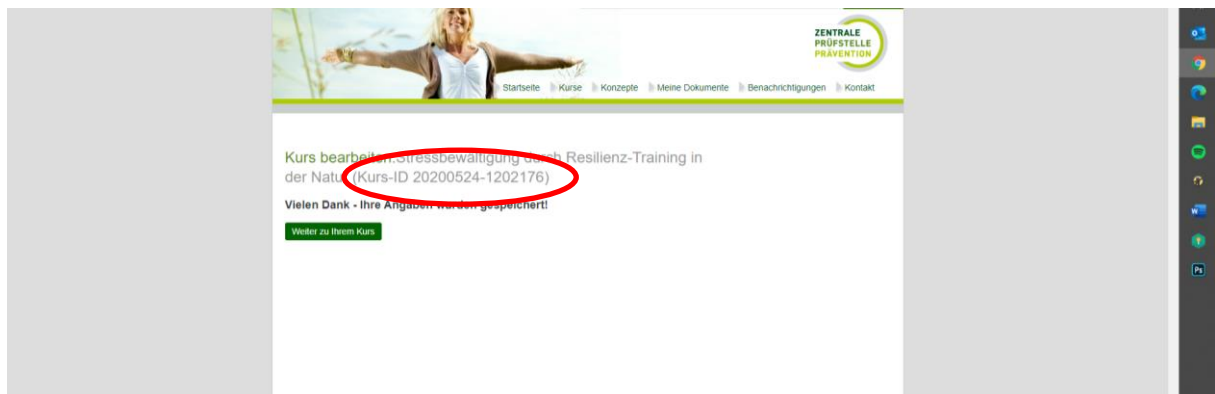 ZENTRALE
PRÜFSTELLE
PRÄVENTION
Startseite Kurse Konzepte Meine Dokumente Benachrichtigungen Kontakt
Kurs bearbeiten:Stressbewältigung durch Resilienz-Training in
der Natur (Kurs-ID 20200524-1202176)
Vielen Dank - Ihre Angaben wurden gespeichert!
Weiter zu Ihrem Kurs
W
Ps